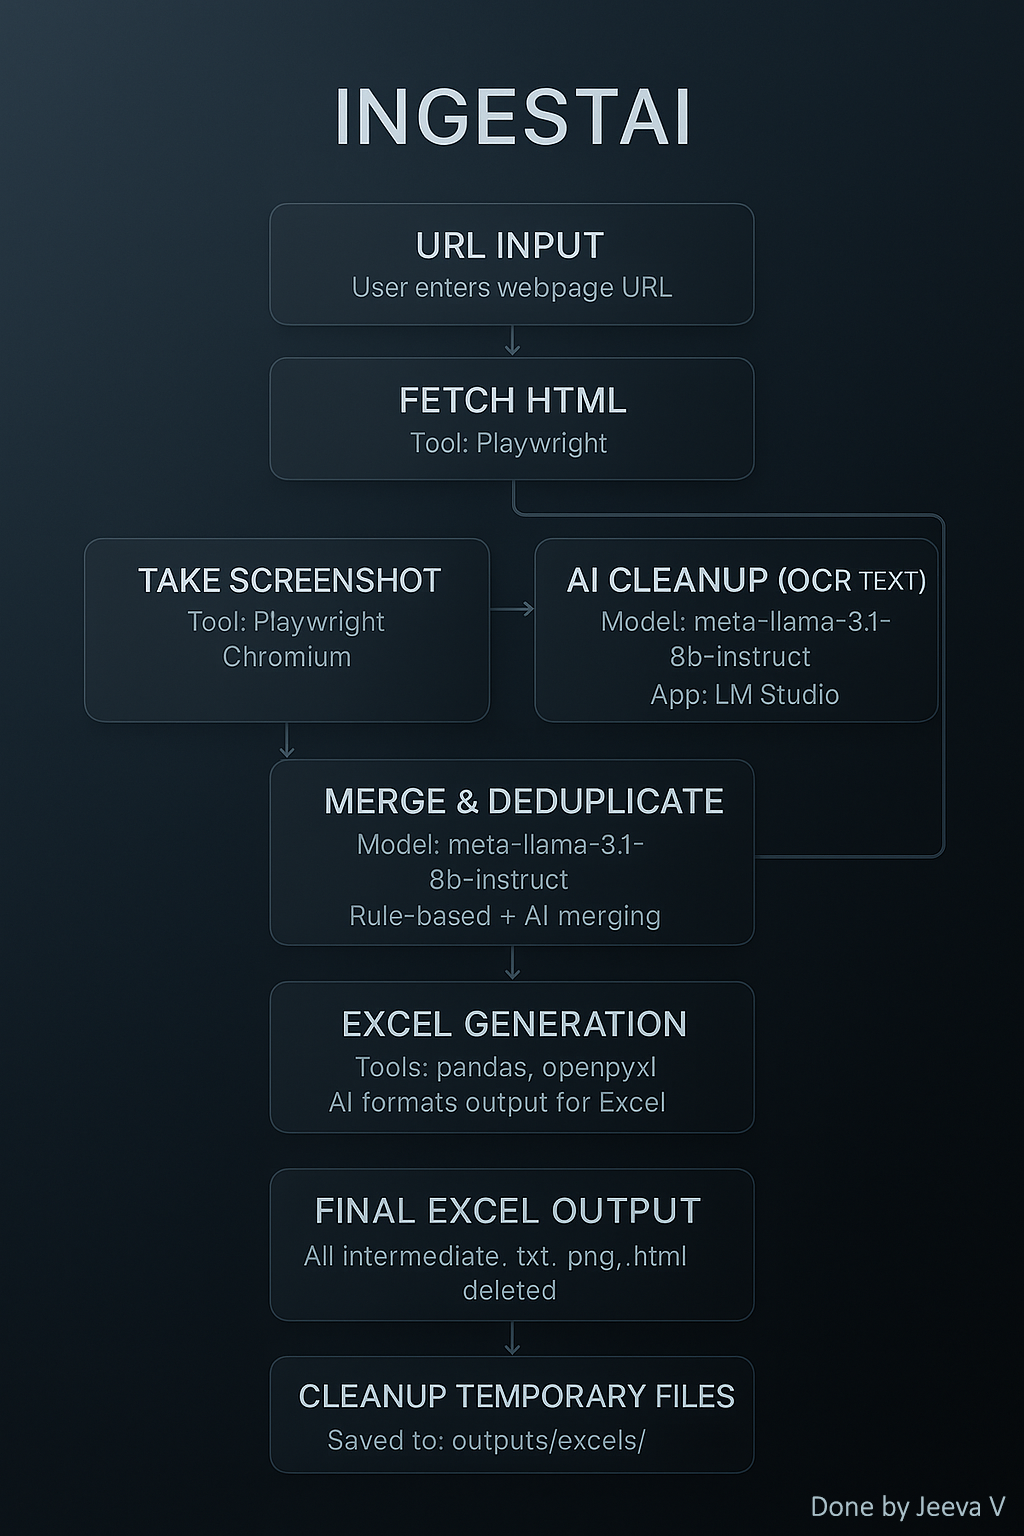 INGESTAI
URL INPUT
User enters webpage URL
FETCH HTML
Tool: Playwright
TAKE SCREENSHOT
Tool: Playwright
Chromium
AI CLEANUP (OCR TEXT)
Model: meta-llama-3.1-
8b-instruct
App: LM Studio
MERGE & DEDUPLICATE
Model: meta-llama-3.1-
8b-instruct
Rule-based + AI merging
EXCEL GENERATION
Tools: pandas, openpyxl
AI formats output for Excel
FINAL EXCEL OUTPUT
All intermediate. txt. png,.html
deleted
CLEANUP TEMPORARY FILES
Saved to: outputs/excels/
Done by Jeeva V